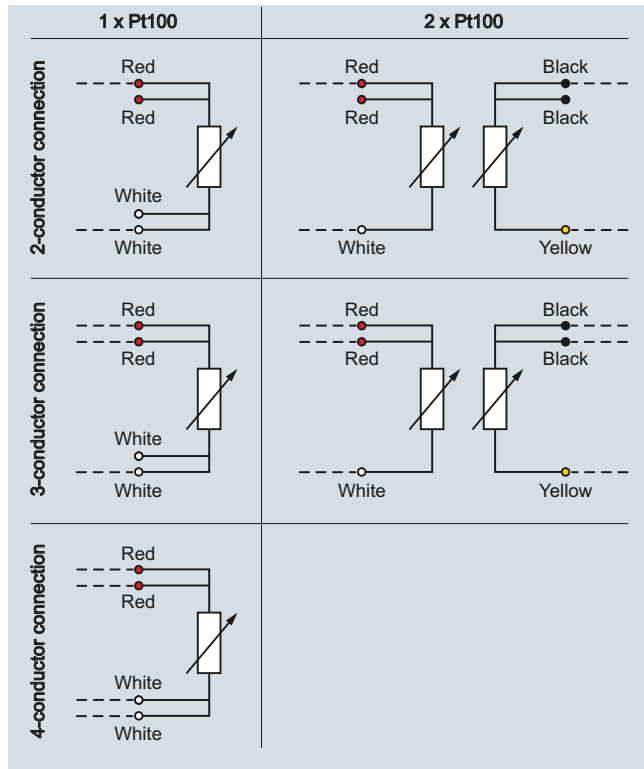 1 x Pt100
2 x Pt100
2-conductor connection
Red
Red
White
White
Red
Red
White
Black
Black
Yellow
3-conductor connection
Red
Red
White
White
Red
Red
White
Black
Black
Yellow
4-conductor connection
Red
Red
White
White